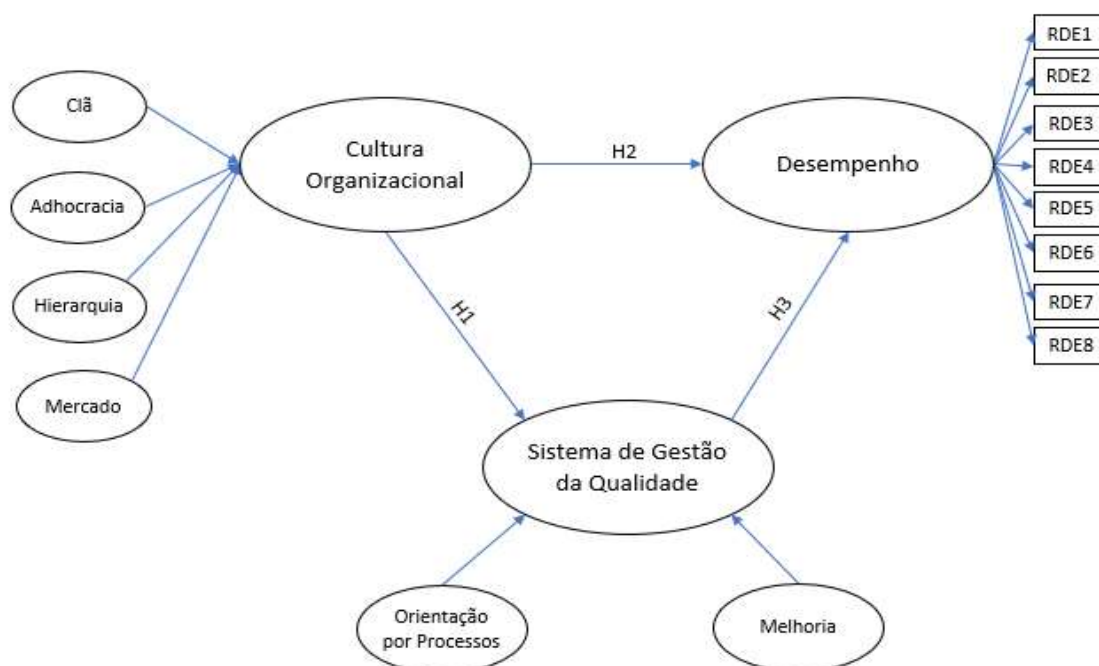 Clã
Adhocracia
Hierarquia
Mercado
Cultura
Organizacional
H2
Desempenho
RDE1
RDE2
RDE3
RDE4
RDE5
RDE6
RDE7
RDE8
H1
H3
Sistema de Gestão
da Qualidade
Orientação
por Processos
Melhoria